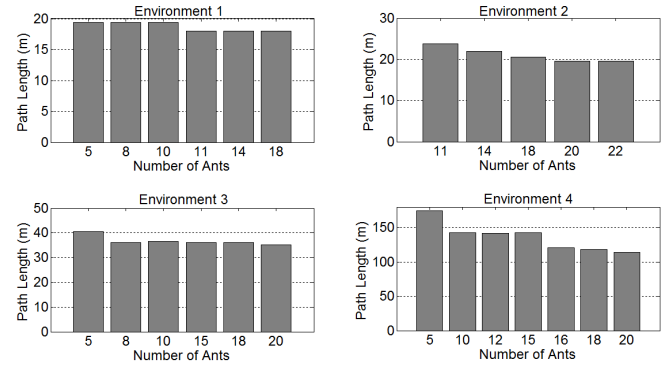 Environment 1
Path Length (m)
20
15
10
5
0
5 8 10 11 14 18
Number of Ants
Environment 2
Path Length (m)
30
20
10
0
11 14 18 20 22
Number of Ants
Environment 3
Path Length (m)
50
40
30
20
10
0
5 8 10 15 18 20
Number of Ants
Environment 4
Path Length (m)
150
100
50
0
5 10 12 15 16 18 20
Number of Ants